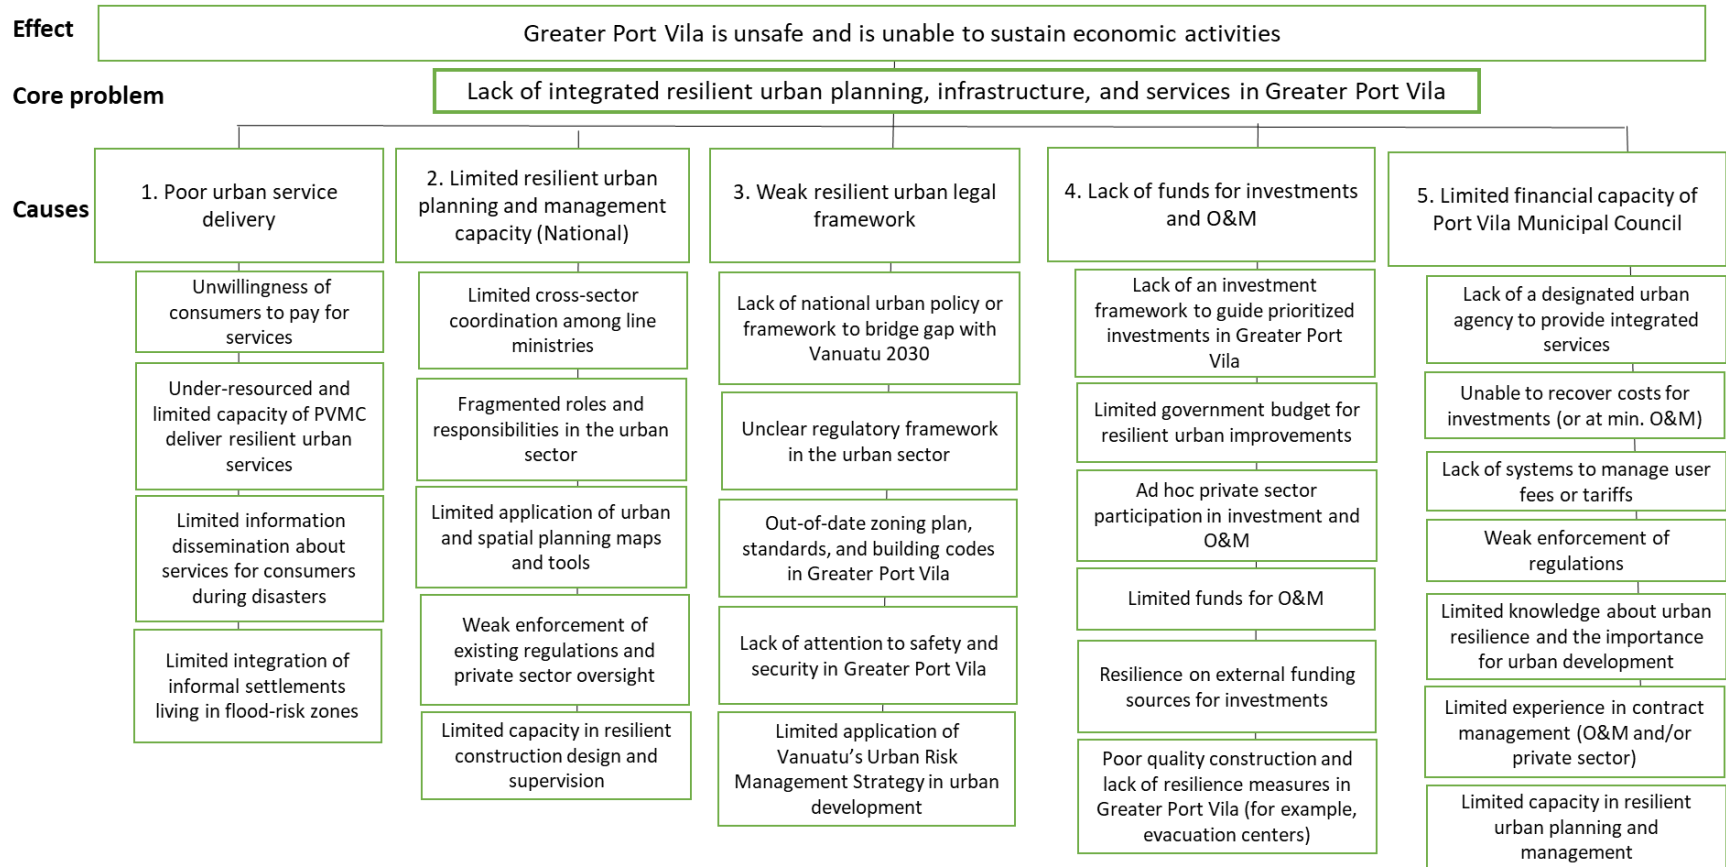 Effect
Greater Port Vila is unsafe and is unable to sustain economic activities
Core problem
Lack of integrated resilient urban planning, infrastructure, and services in Greater Port Vila
Causes
1. Poor urban service
delivery
Unwillingness of
consumers to pay for
services
Under-resourced and
limited capacity of PVMC
deliver resilient urban
services
Limited information
dissemination about
services for consumers
during disasters
Limited integration of
informal settlements
living in flood-risk zones
2. Limited resilient urban
planning and management
capacity (National)
Limited cross-sector
coordination among line
ministries
Fragmented roles and
responsibilities in the urban
sector
Limited application of urban
and spatial planning maps
and tools
Weak enforcement of
existing regulations and
private sector oversight
Limited capacity in resilient
construction design and
supervision
3. Weak resilient urban legal
framework
Lack of national urban policy or
framework to bridge gap with
Vanuatu 2030
Unclear regulatory framework
in the urban sector
Out-of-date zoning plan,
standards, and building codes
in Greater Port Vila
Lack of attention to safety and
security in Greater Port Vila
Limited application of
Vanuatu’s Urban Risk
Management Strategy in urban
development
4. Lack of funds for investments
and O&M
Lack of an investment
framework to guide prioritized
investments in Greater Port
Vila
Limited government budget for
resilient urban improvements
Ad hoc private sector
participation in investment and
O&M
Limited funds for O&M
Resilience on external funding
sources for investments
Poor quality construction and
lack of resilience measures in
Greater Port Vila (for example,
evacuation centers)
5. Limited financial capacity of
Port Vila Municipal Council
Lack of a designated urban
agency to provide integrated
services
Unable to recover costs for
investments (or at min. O&M)
Lack of systems to manage user
fees or tariffs
Weak enforcement of
regulations
Limited knowledge about urban
resilience and the importance
for urban development
Limited experience in contract
management (O&M and/or
private sector)
Limited capacity in resilient
urban planning and
management